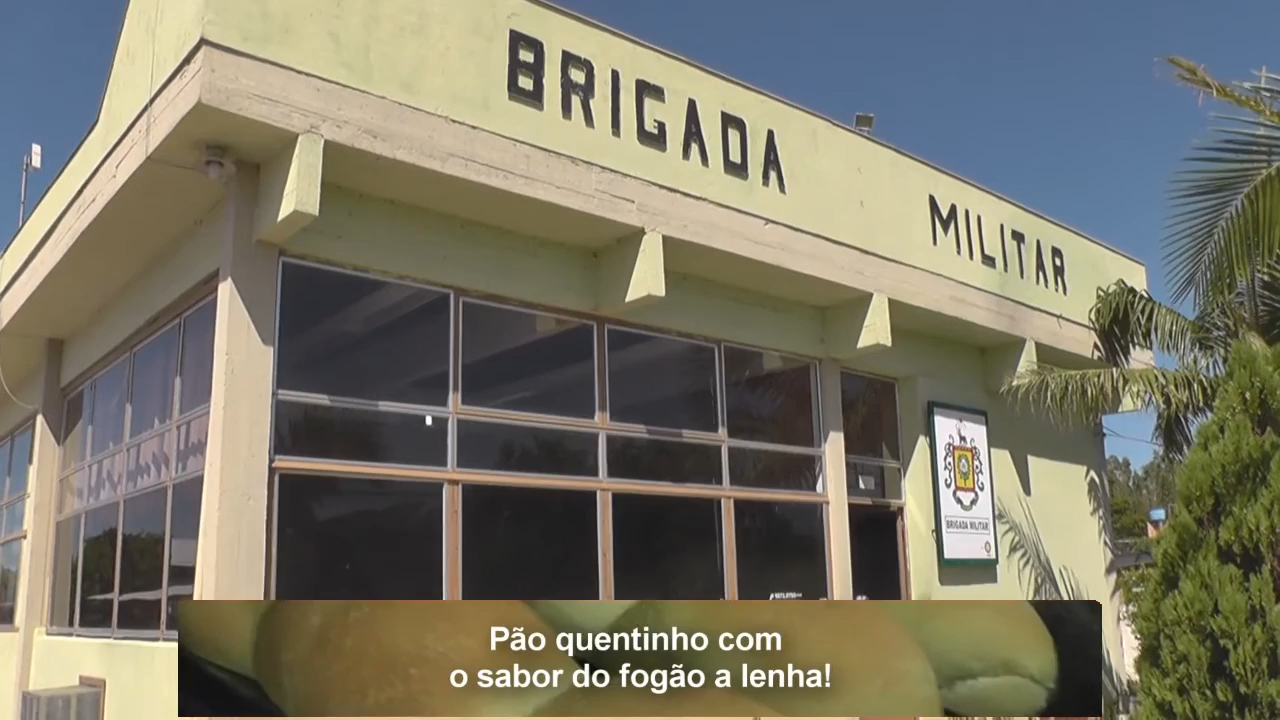 BRIGADA MILITAR
BRIGADA MILITAR
Pão quentinho com
o sabor do fogão a lenha!